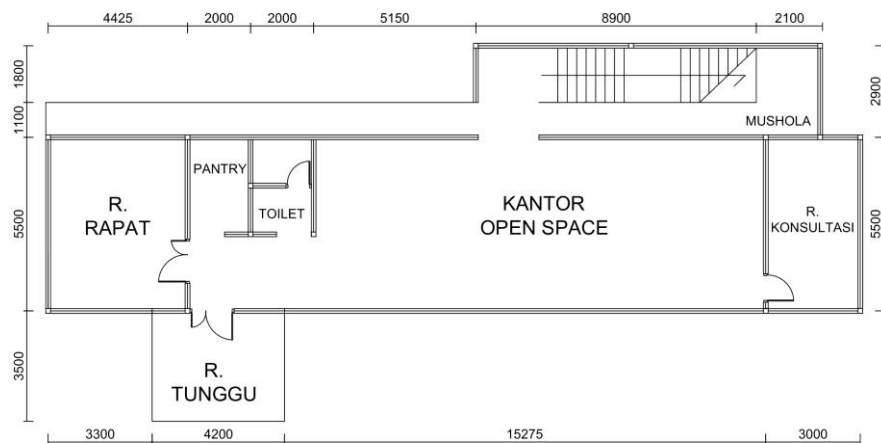 4425 2000 2000 5150 8900 2100
1800
2900
1100
MUSHOLA
PANTRY
R.
RAPAT
TOILET
KANTOR
OPEN SPACE
R.
KONSULTASI
5500
5500
R.
TUNGGU
3500
3300 4200 15275 3000